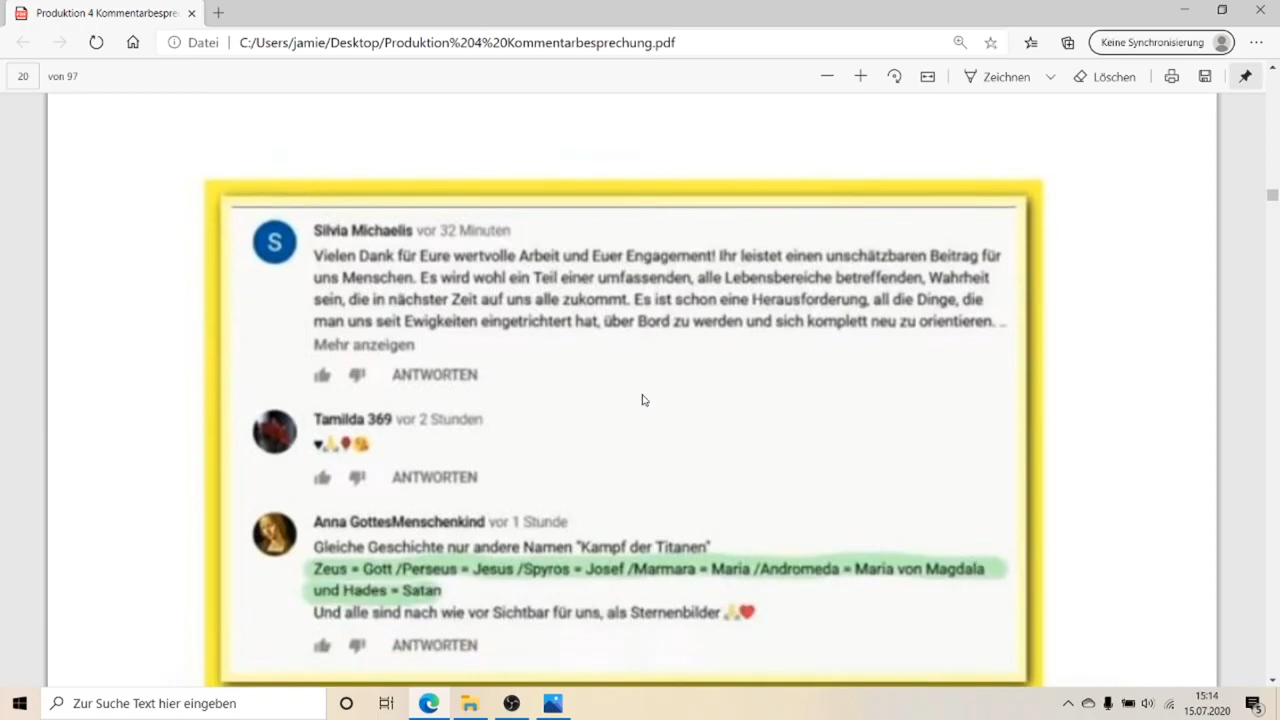 Produktion 4 Kommentarbespre
Datei
C:/Users/jamie/Desktop/Produktion%204%20Kommentarbesprechung.pdf
Keine Synchronisierung
20 von 97
Zeichnen
Löschen
Silvia Michaelis vor 32 Minuten
S
Vielen Dank für Eure wertvolle Arbeit und Euer Engagement! Ihr leistet einen unschätzbaren Beitrag für
uns Menschen. Es wird wohl ein Teil einer umfassenden, alle Lebensbereiche betreffenden, Wahrheit
sein, die in nächster Zeit auf uns alle zukommt. Es ist schon eine Herausforderung, all die Dinge, die
man uns seit Ewigkeiten eingetrichtert hat, über Bord zu werden und sich komplett neu zu orientieren. ...
Mehr anzeigen
ANTWORTEN
Tamilda 369 vor 2 Stunden
♥🙏🌹😘
ANTWORTEN
Anna GottesMenschenkind vor 1 Stunde
Gleiche Geschichte nur andere Namen "Kampf der Titanen"
Zeus = Gott /Perseus = Jesus /Spyros = Josef /Marmara = Maria /Andromeda = Maria von Magdala
und Hades = Satan
Und alle sind nach wie vor Sichtbar für uns, als Sternenbilder 🙏❤
ANTWORTEN
Zur Suche Text hier eingeben
15:14
15.07.2020
5